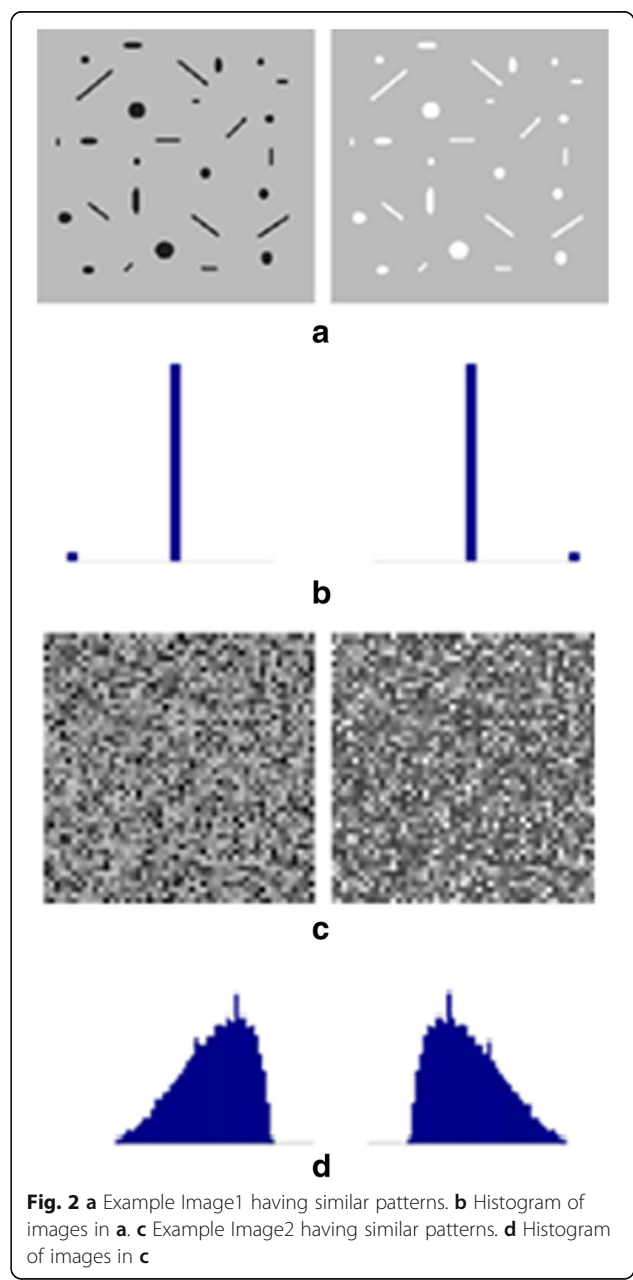 a
b
c
d
Fig. 2 a Example Image1 having similar patterns. b Histogram of
images in a. c Example Image2 having similar patterns. d Histogram
of images in c